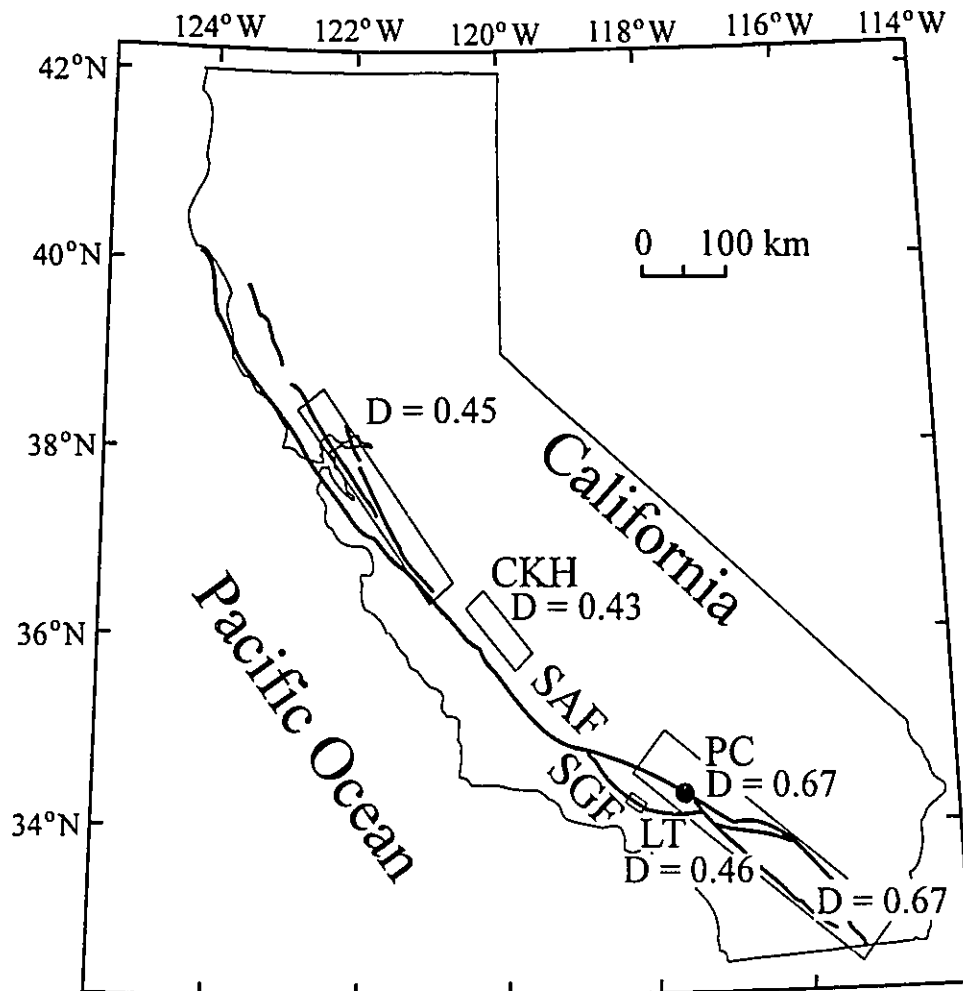 124°W 122°W 120°W 118°W 116°W 114°W
42°N
40°N
0 100 km
D = 0.45
38°N
California
CKH
D = 0.43
36°N
Pacific Ocean
SAF
PC
D = 0.67
SGF
34°N
LT
D = 0.46
D = 0.67